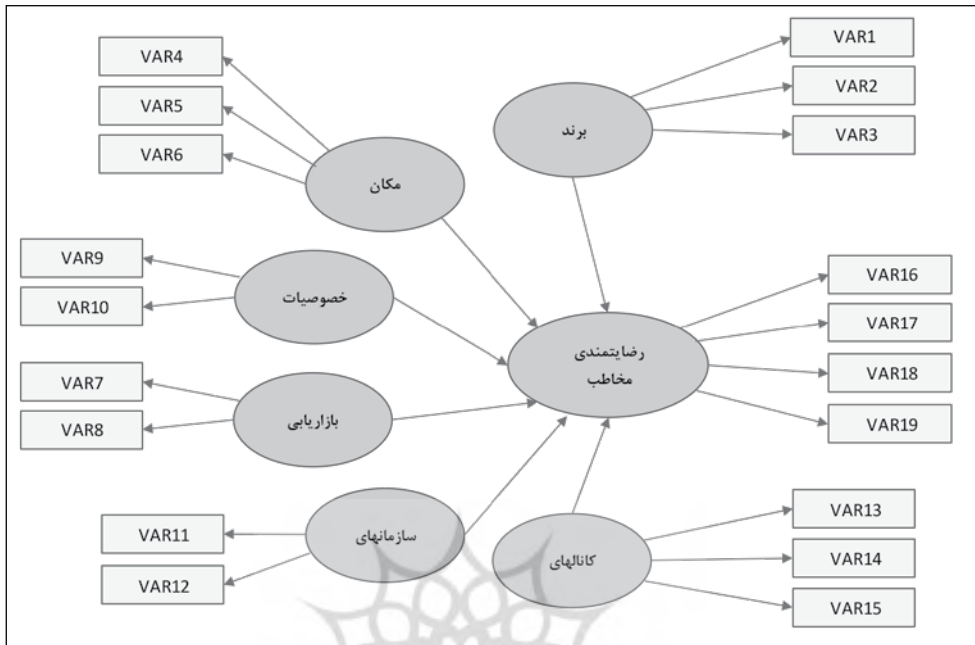 VAR1
VAR2
VAR3
VAR4
VAR5
VAR6
برند
مکان
VAR9
VAR10
خصوصیات
VAR16
VAR17
VAR18
VAR19
رضایتمندی
مخاطب
VAR7
VAR8
بازاریابی
VAR11
VAR12
سازمانهای
کانالهای
VAR13
VAR14
VAR15